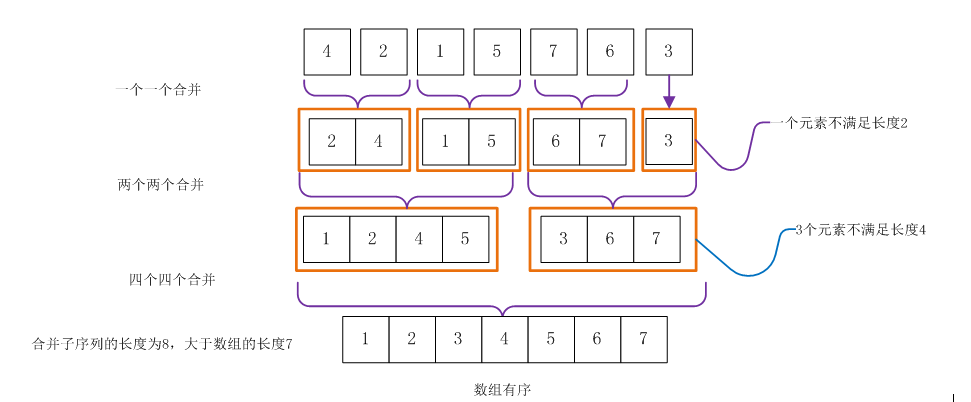 4 2 1 5 7 6 3
一个一个合并
2 4 1 5 6 7 3
一个元素不满足长度2
两个两个合并
1 2 4 5 3 6 7
3个元素不满足长度4
四个四个合并
合并子序列的长度为8，大于数组的长度7
1 2 3 4 5 6 7
数组有序